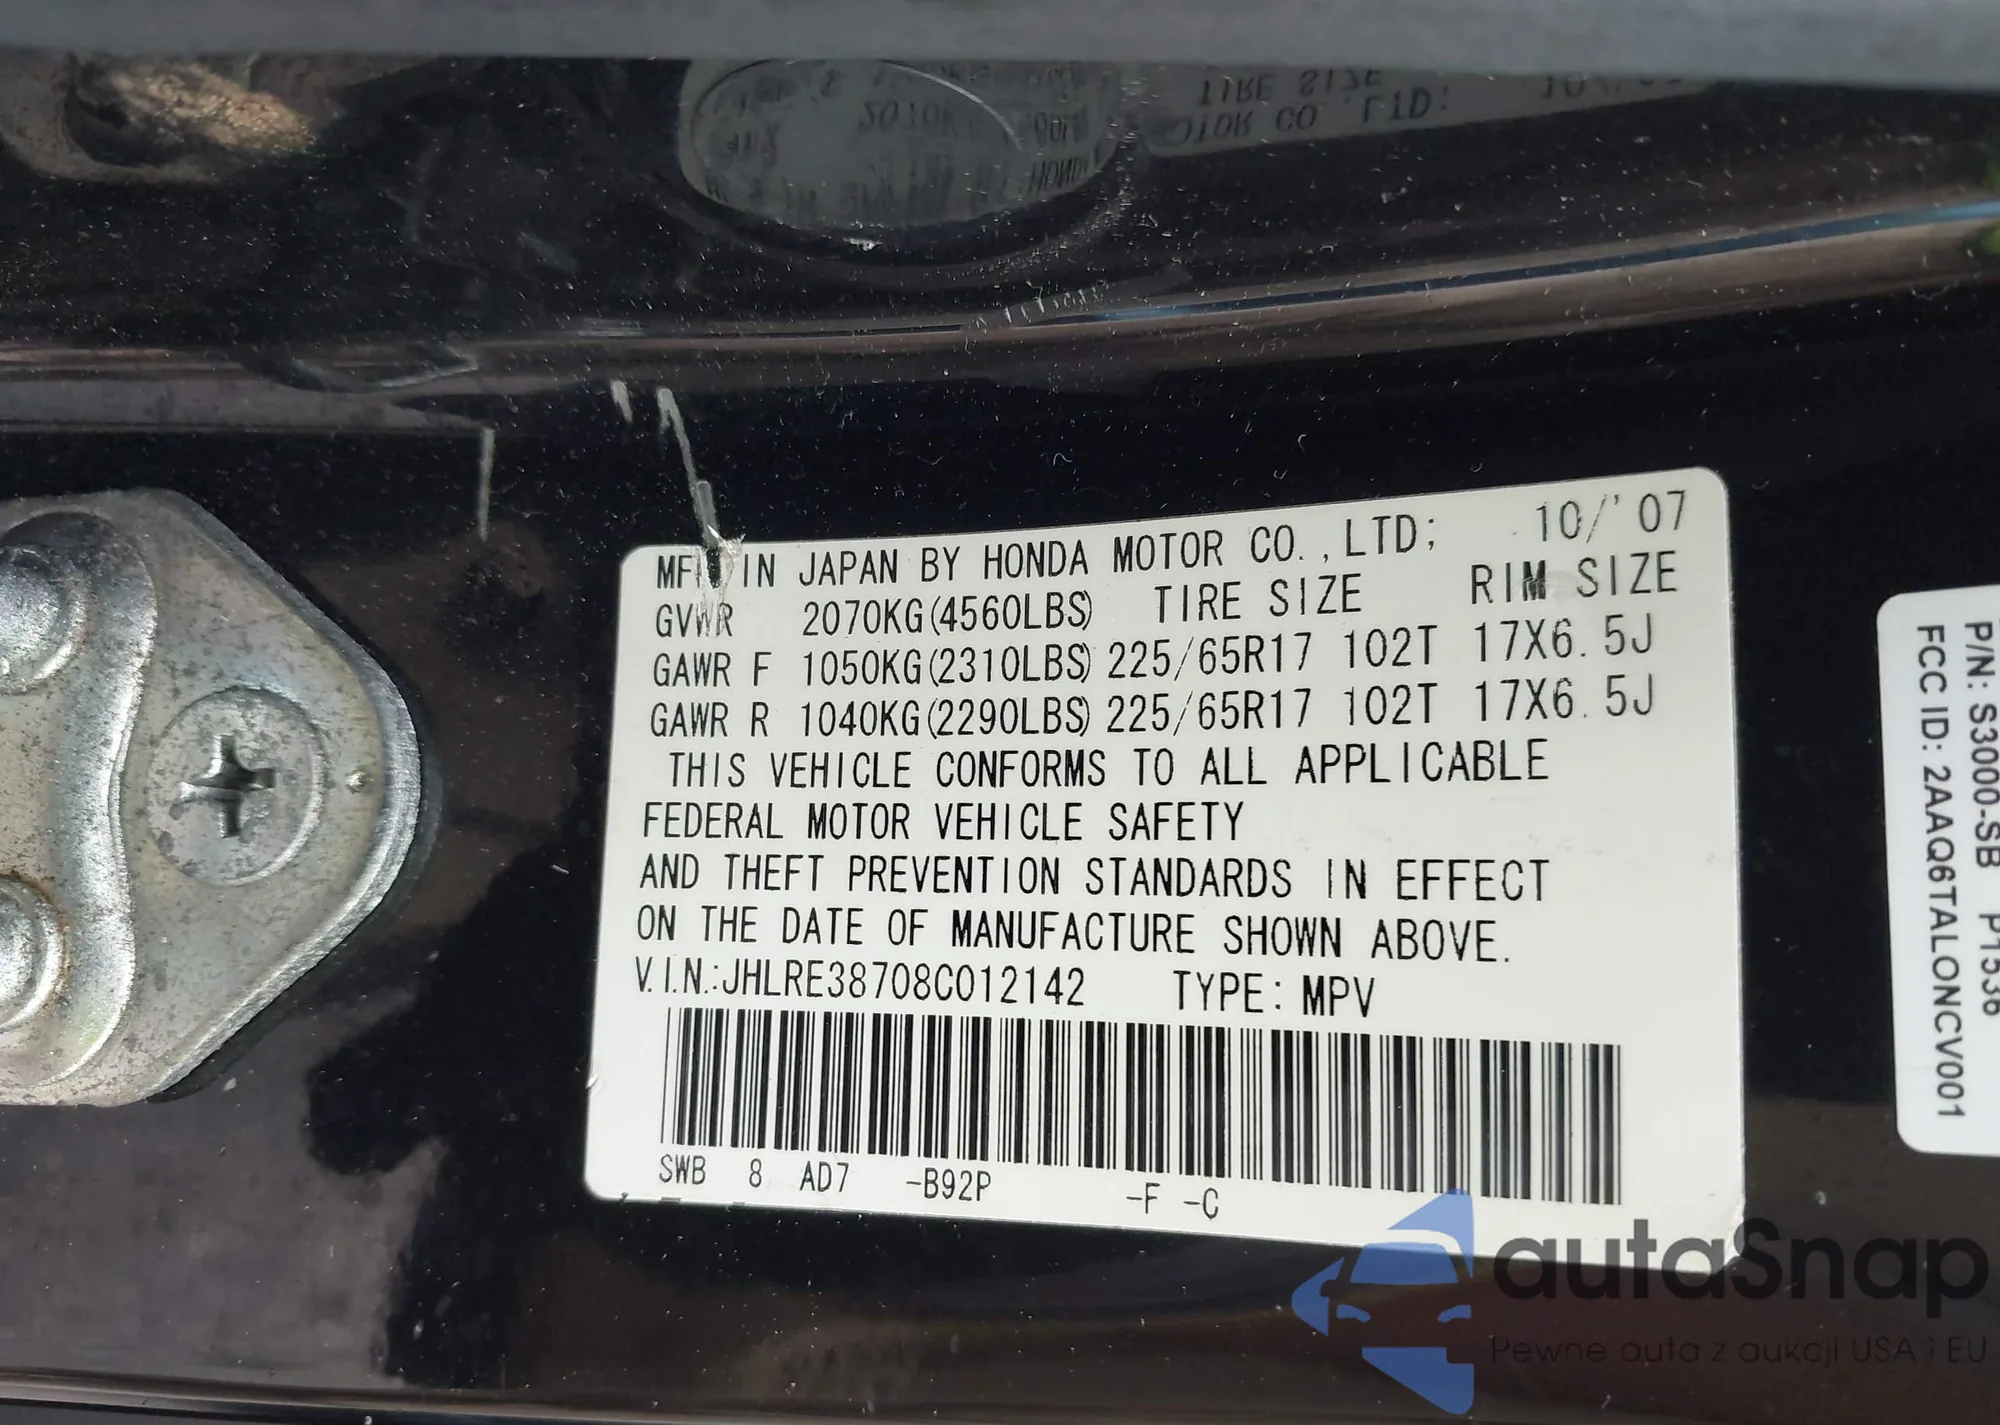 MFD IN JAPAN BY HONDA MOTOR CO.,LTD; 10/'07
GVWR 2070KG(4560LBS) TIRE SIZE RIM SIZE
GAWR F 1050KG(2310LBS) 225/65R17 102T 17X6.5J
GAWR R 1040KG(2290LBS) 225/65R17 102T 17X6.5J
THIS VEHICLE CONFORMS TO ALL APPLICABLE
FEDERAL MOTOR VEHICLE SAFETY
AND THEFT PREVENTION STANDARDS IN EFFECT
ON THE DATE OF MANUFACTURE SHOWN ABOVE.
V.I.N.:JHLRE38708C012142 TYPE: MPV
SWB 8 AD7 -B92P -F -C
P/N: S3000-SB P1536
FCC ID: 2AAQ6TALONCV001
autaSnap
Pewne auta z aukcji USA i EU